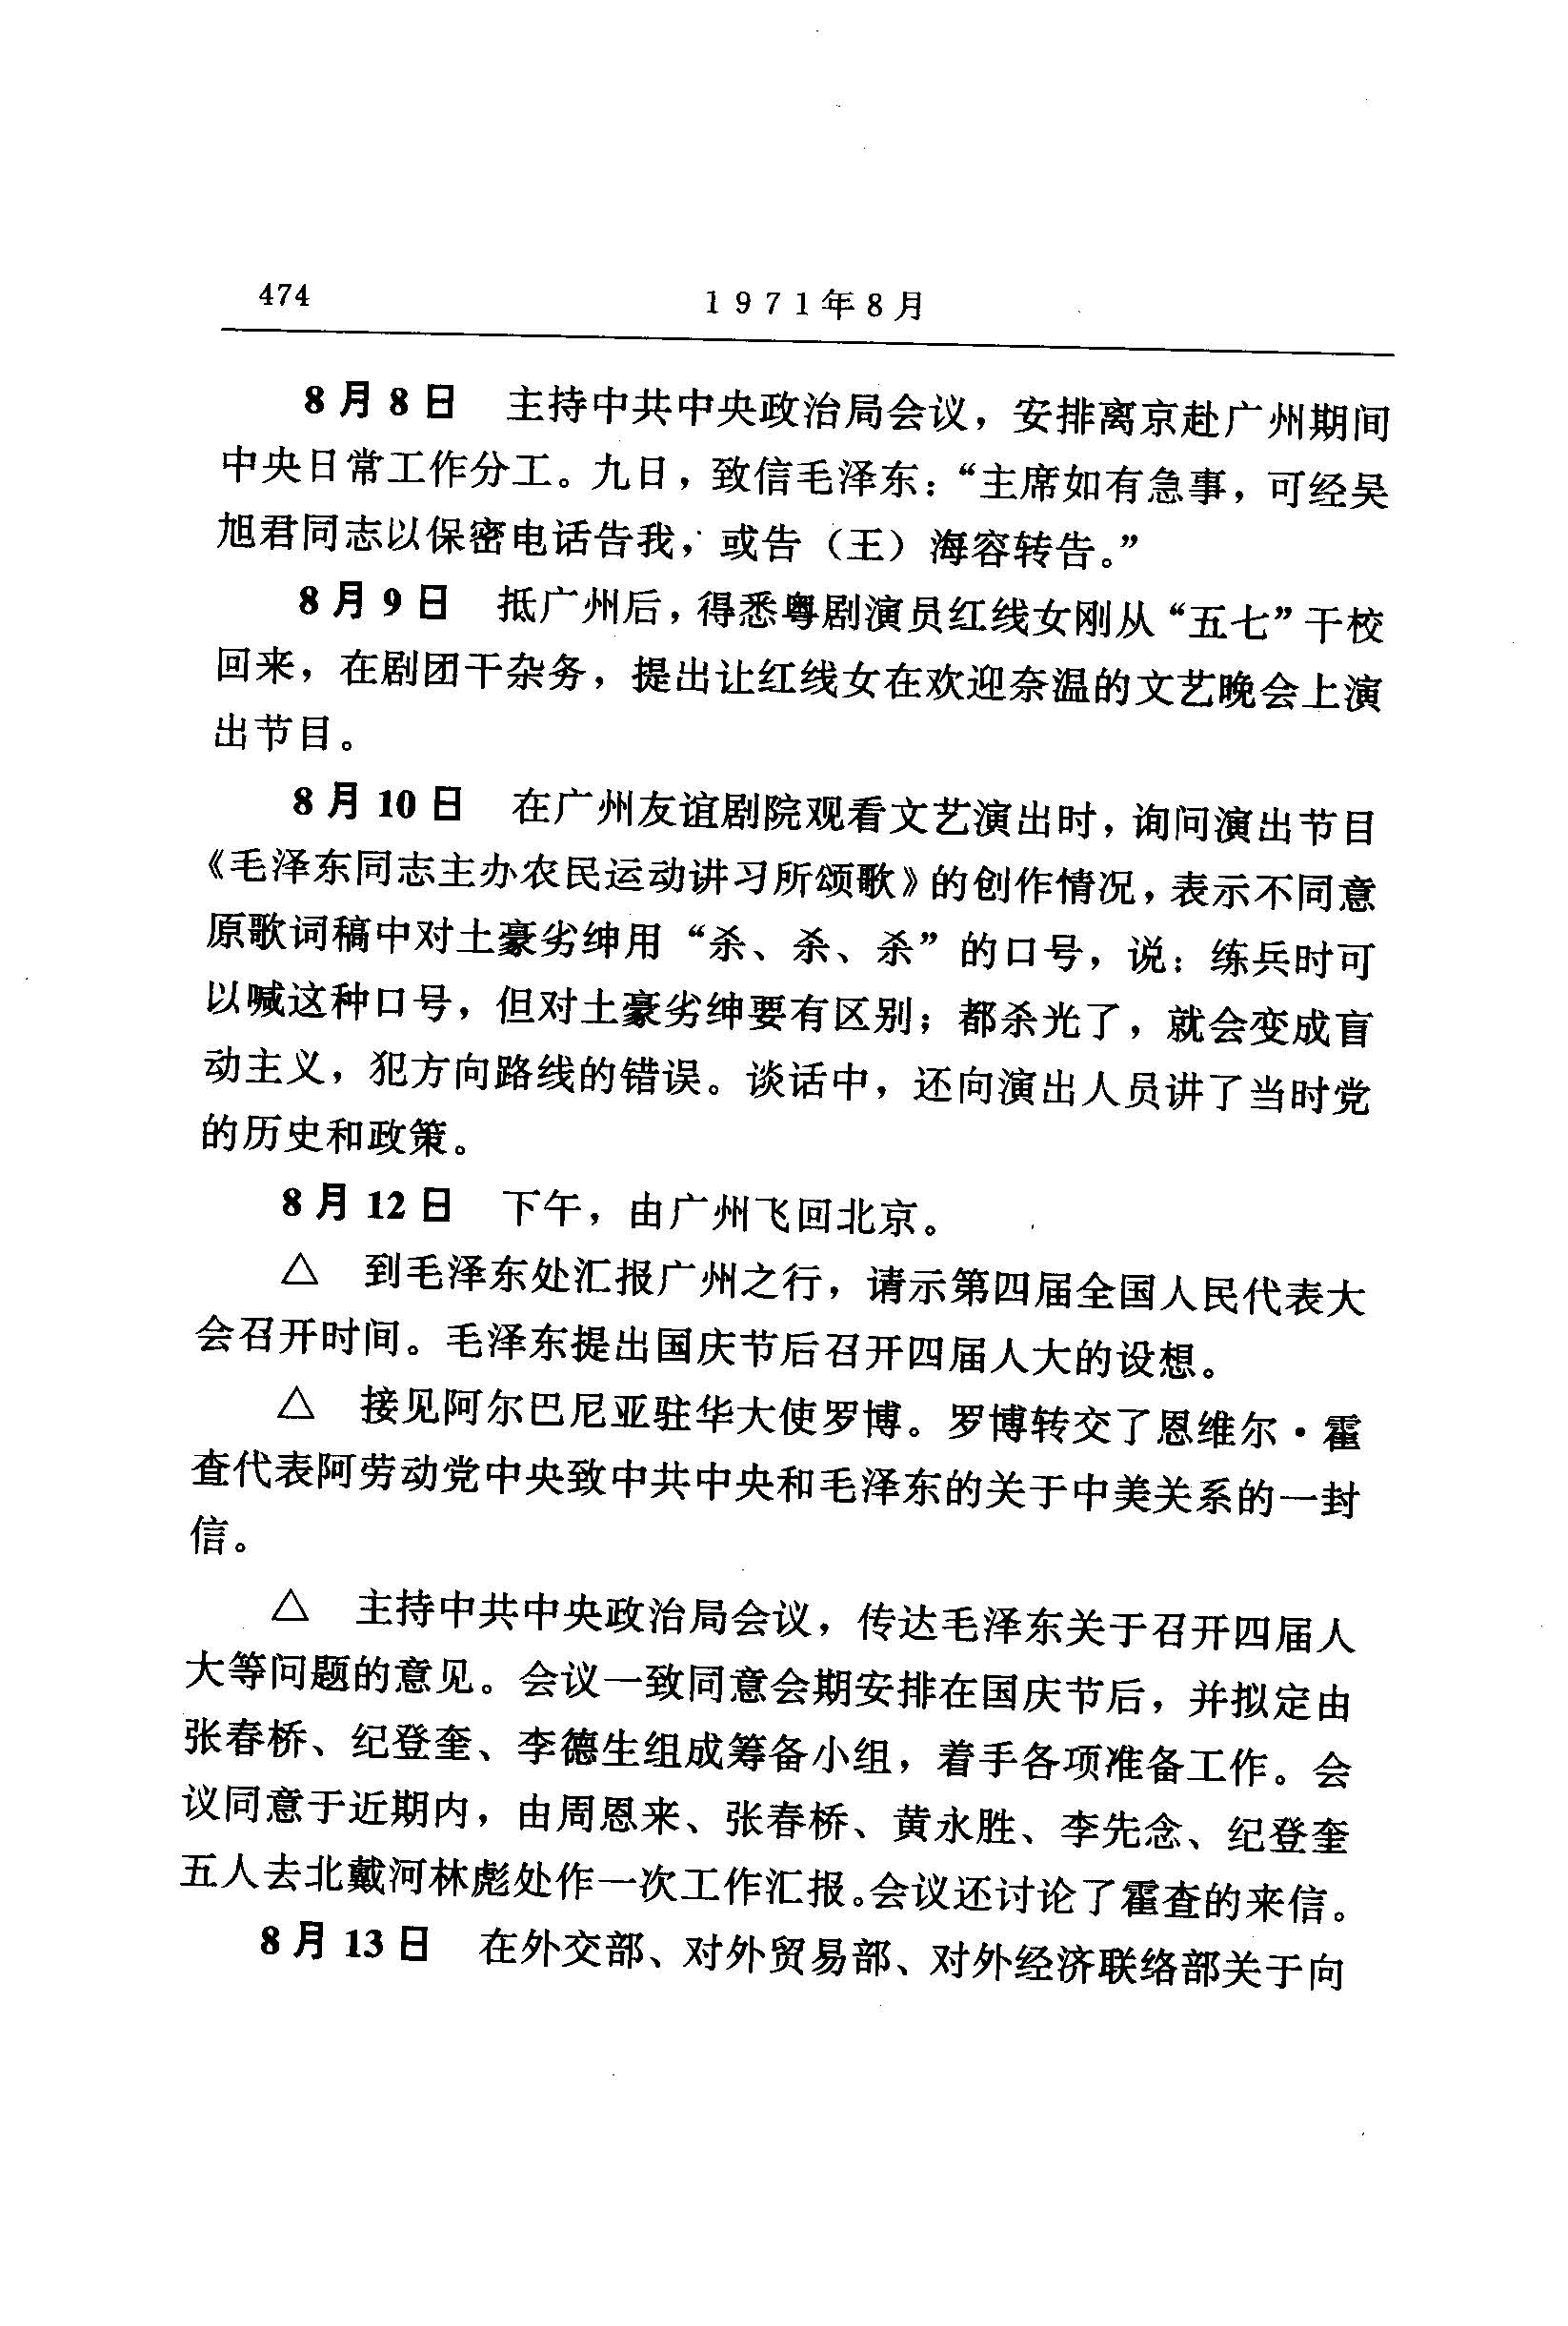 474
1971年8月
8月8日 主持中共中央政治局会议，安排离京赴广州期间
中央日常工作分工。九日，致信毛泽东：“主席如有急事，可经吴
旭君同志以保密电话告我，或告（王）海容转告。”
8月9日 抵广州后，得悉粤剧演员红线女刚从“五七”干校
回来，在剧团干杂务，提出让红线女在欢迎奈温的文艺晚会上演
出节目。
8月10日 在广州友谊剧院观看文艺演出时，询问演出节目
《毛泽东同志主办农民运动讲习所颂歌》的创作情况，表示不同意
原歌词稿中对土豪劣绅用“杀、杀、杀”的口号，说：练兵时可
以喊这种口号，但对土豪劣绅要有区别；都杀光了，就会变成盲
动主义，犯方向路线的错误。谈话中，还向演出人员讲了当时党
的历史和政策。
8月12日 下午，由广州飞回北京。
△ 到毛泽东处汇报广州之行，请示第四届全国人民代表大
会召开时间。毛泽东提出国庆节后召开四届人大的设想。
△ 接见阿尔巴尼亚驻华大使罗博。罗博转交了恩维尔·霍
查代表阿劳动党中央致中共中央和毛泽东的关于中美关系的一封
信。
△ 主持中共中央政治局会议，传达毛泽东关于召开四届人
大等问题的意见。会议一致同意会期安排在国庆节后，并拟定由
张春桥、纪登奎、李德生组成筹备小组，着手各项准备工作。会
议同意于近期内，由周恩来、张春桥、黄永胜、李先念、纪登奎
五人去北戴河林彪处作一次工作汇报。会议还讨论了霍查的来信。
8月13日 在外交部、对外贸易部、对外经济联络部关于向